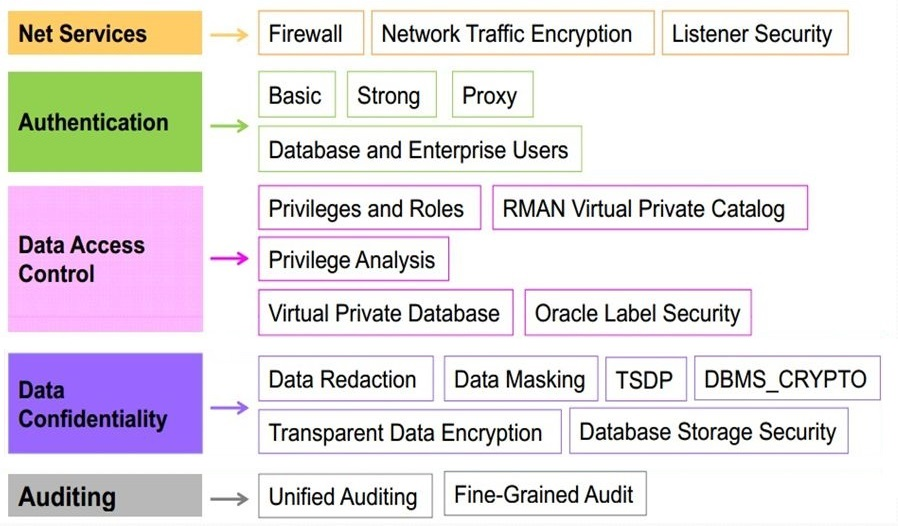 Net Services
Firewall
Network Traffic Encryption
Listener Security
Authentication
Basic
Strong
Proxy
Database and Enterprise Users
Data Access
Control
Privileges and Roles
RMAN Virtual Private Catalog
Privilege Analysis
Virtual Private Database
Oracle Label Security
Data
Confidentiality
Data Redaction
Data Masking
TSDP
DBMS_CRYPTO
Transparent Data Encryption
Database Storage Security
Auditing
Unified Auditing
Fine-Grained Audit